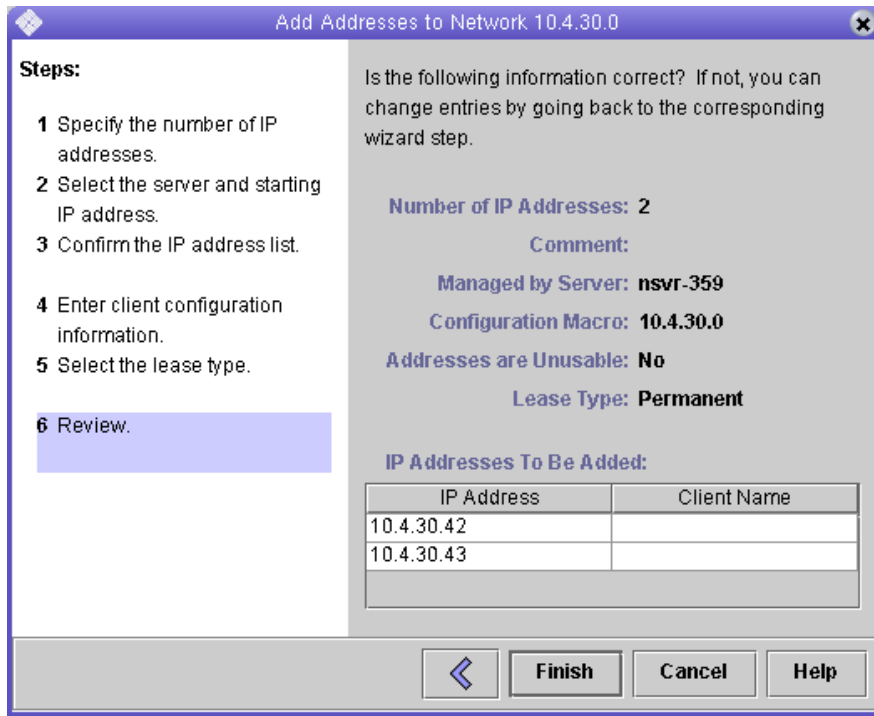 Add Addresses to Network 10.4.30.0
Steps:
1 Specify the number of IP
addresses.
2 Select the server and starting
IP address.
3 Confirm the IP address list.
4 Enter client configuration
information.
5 Select the lease type.
6 Review.
Is the following information correct? If not, you can
change entries by going back to the corresponding
wizard step.
Number of IP Addresses: 2
Comment:
Managed by Server: nsvr-359
Configuration Macro: 10.4.30.0
Addresses are Unusable: No
Lease Type: Permanent
IP Addresses To Be Added:
IP Address Client Name
10.4.30.42
10.4.30.43
Finish Cancel Help